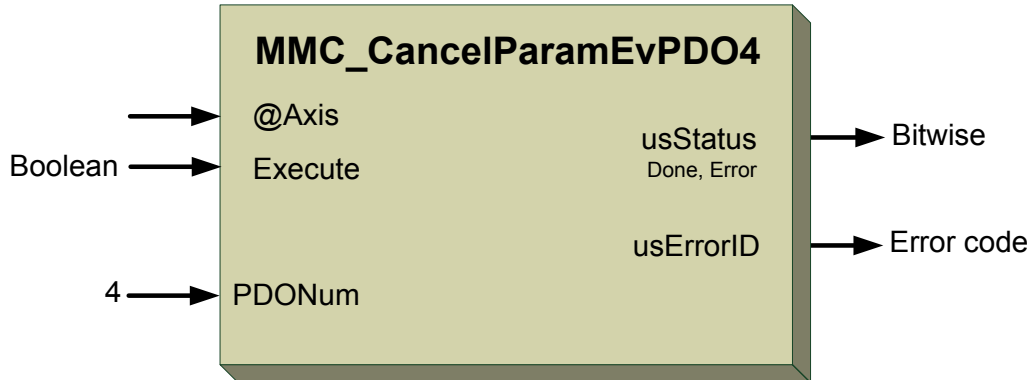 MMC_CancelParamEvPDO4
@Axis
usStatus
Bitwise
Boolean
Execute
Done, Error
usErrorID
Error code
4
PDONum